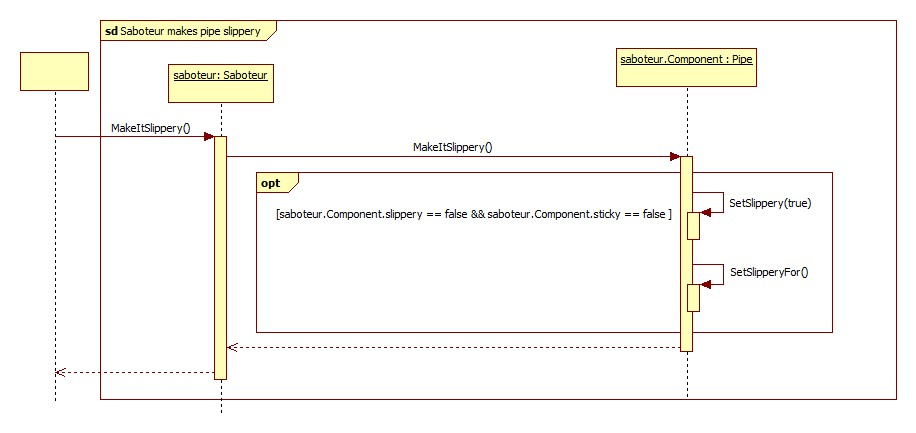 sd Saboteur makes pipe slippery
saboteur.Component : Pipe
saboteur: Saboteur
MakeItSlippery()
MakeItSlippery()
opt
SetSlippery(true)
[saboteur.Component.slippery == false && saboteur.Component.sticky == false ]
SetSlipperyFor()